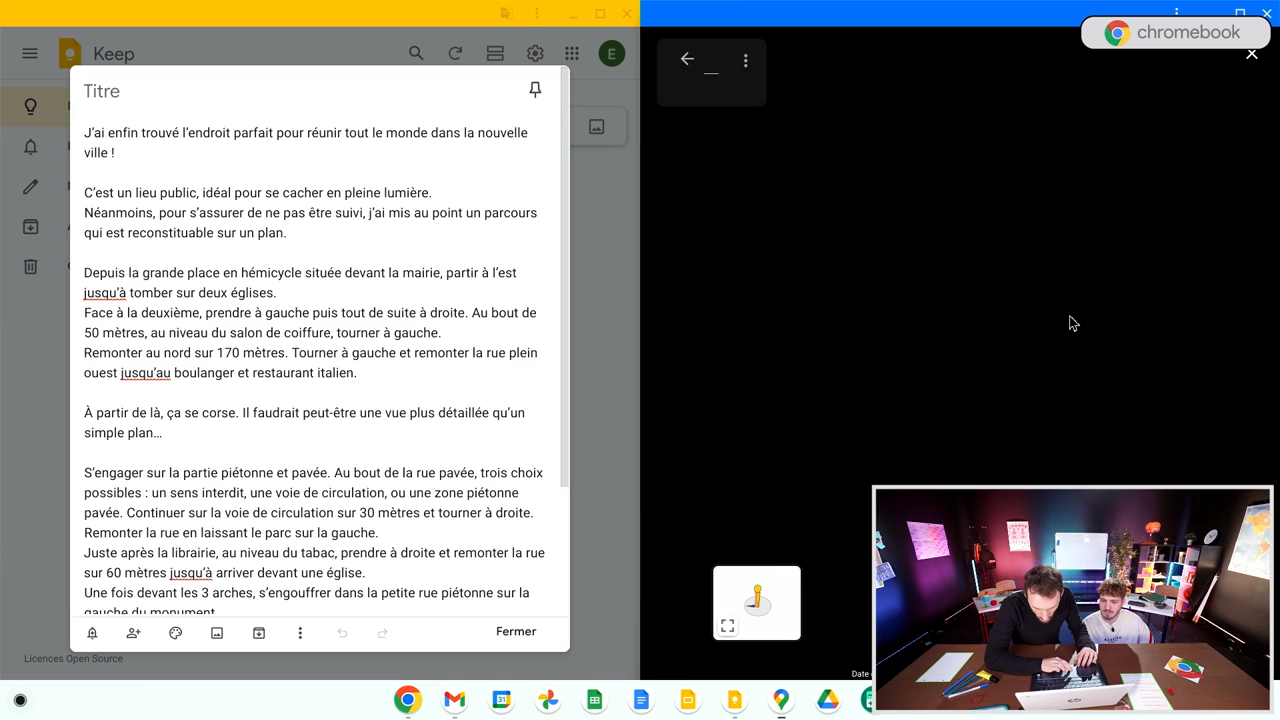 chromebook
Keep
E
Titre
J'ai enfin trouvé l'endroit parfait pour réunir tout le monde dans la nouvelle
ville !
C'est un lieu public, idéal pour se cacher en pleine lumière.
Néanmoins, pour s'assurer de ne pas être suivi, j'ai mis au point un parcours
qui est reconstituable sur un plan.
Depuis la grande place en hémicycle située devant la mairie, partir à l'est
jusqu'à tomber sur deux églises.
Face à la deuxième, prendre à gauche puis tout de suite à droite. Au bout de
50 mètres, au niveau du salon de coiffure, tourner à gauche.
Remonter au nord sur 170 mètres. Tourner à gauche et remonter la rue plein
ouest jusqu'au boulanger et restaurant italien.
À partir de là, ça se corse. Il faudrait peut-être une vue plus détaillée qu'un
simple plan...
S'engager sur la partie piétonne et pavée. Au bout de la rue pavée, trois choix
possibles : un sens interdit, une voie de circulation, ou une zone piétonne
pavée. Continuer sur la voie de circulation sur 30 mètres et tourner à droite.
Remonter la rue en laissant le parc sur la gauche.
Juste après la librairie, au niveau du tabac, prendre à droite et remonter la rue
sur 60 mètres jusqu'à arriver devant une église.
Une fois devant les 3 arches, s'engouffrer dans la petite rue piétonne sur la
gauche du monument
Fermer
Licences Open Source
Date
31